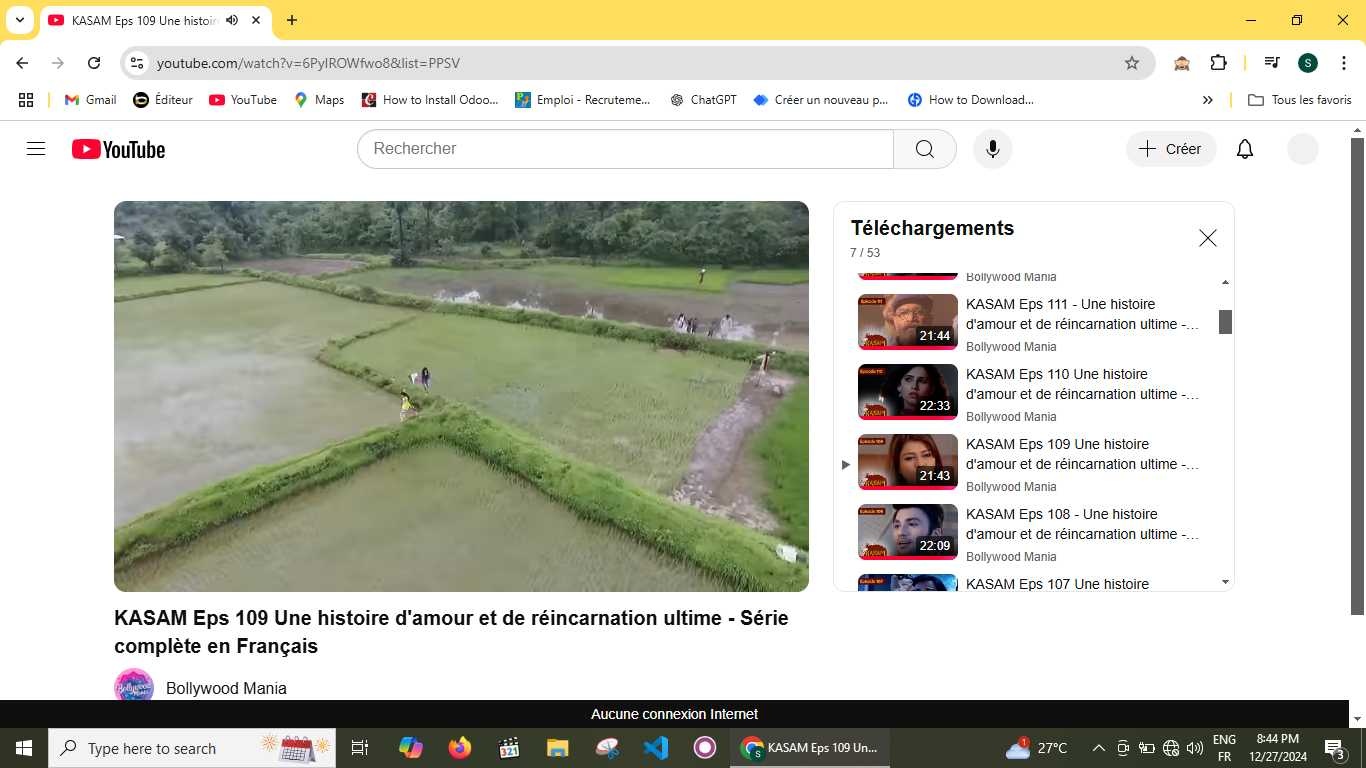 KASAM Eps 109 Une histoir
youtube.com/watch?v=6PylROWfwo8&list=PPSV
S
Gmail
Éditeur
YouTube
Maps
How to Install Odoo...
Emploi - Recruteme...
ChatGPT
Créer un nouveau p...
How to Download...
Tous les favoris
YouTube
Rechercher
Créer
Téléchargements
7 / 53
Bollywood Mania
KASAM Eps 111 - Une histoire
d'amour et de réincarnation ultime -...
21:44
Bollywood Mania
KASAM Eps 110 Une histoire
d'amour et de réincarnation ultime -...
22:33
Bollywood Mania
KASAM Eps 109 Une histoire
d'amour et de réincarnation ultime -...
21:43
Bollywood Mania
KASAM Eps 108 - Une histoire
d'amour et de réincarnation ultime -...
22:09
Bollywood Mania
KASAM Eps 107 Une histoire
KASAM Eps 109 Une histoire d'amour et de réincarnation ultime - Série
complète en Français
Bollywood Mania
Aucune connexion Internet
Type here to search
321
KASAM Eps 109 Un...
27°C
ENG
FR
8:44 PM
12/27/2024
3